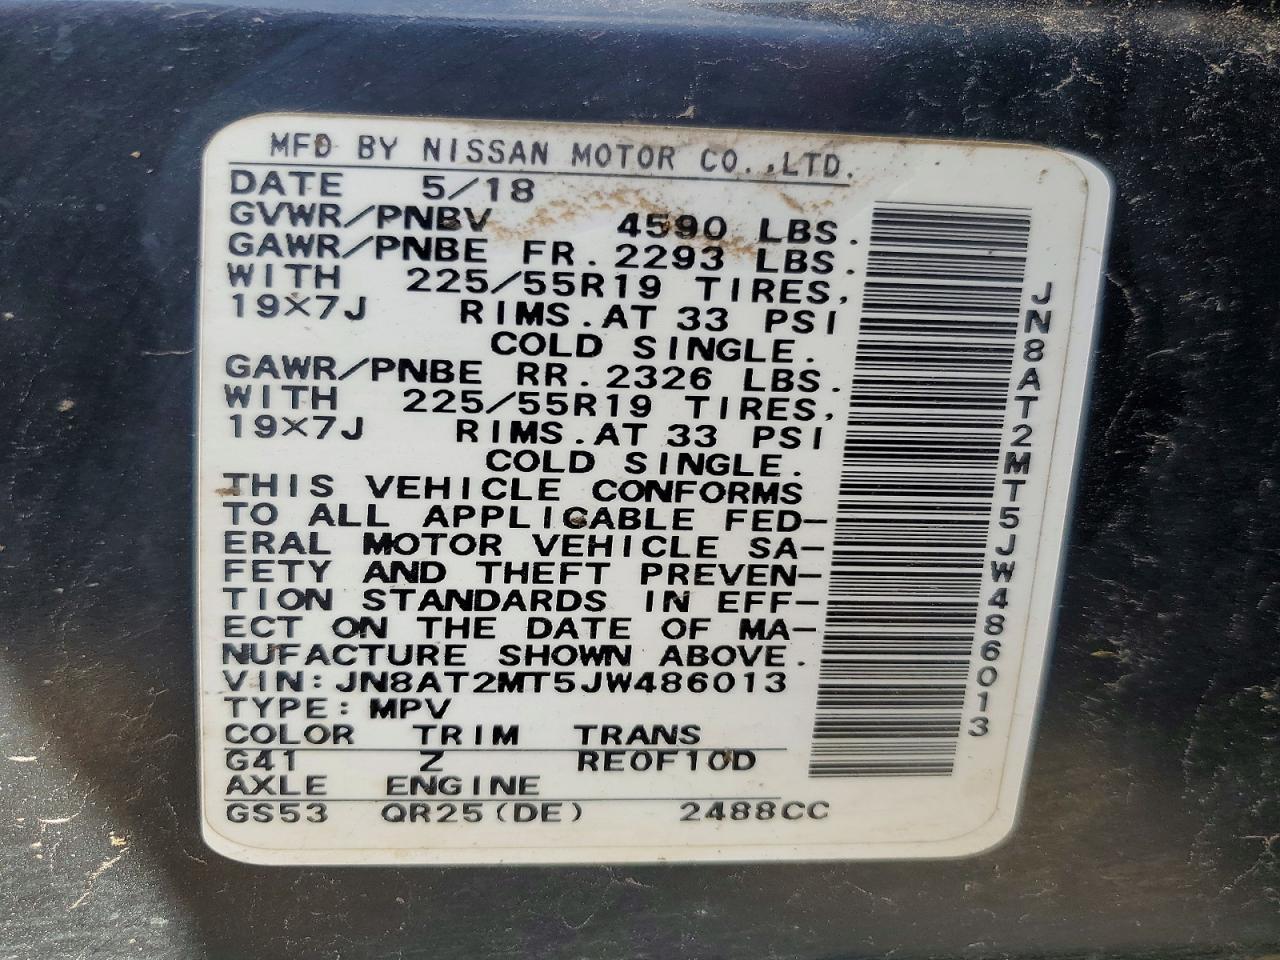 MFD BY NISSAN MOTOR CO.,LTD.
DATE 5/18
GVWR/PNBV 4590 LBS.
GAWR/PNBE FR. 2293 LBS.
WITH 225/55R19 TIRES,
19X7J RIMS.AT 33 PSI
COLD SINGLE.
GAWR/PNBE RR. 2326 LBS.
WITH 225/55R19 TIRES,
19X7J RIMS.AT 33 PSI
COLD SINGLE.
THIS VEHICLE CONFORMS
TO ALL APPLICABLE FED-
ERAL MOTOR VEHICLE SA-
FETY AND THEFT PREVEN-
TION STANDARDS IN EFF-
ECT ON THE DATE OF MA-
NUFACTURE SHOWN ABOVE.
VIN: JN8AT2MT5JW486013
TYPE: MPV
COLOR TRIM TRANS
G41 Z RE0F10D
AXLE ENGINE
GS53 QR25(DE) 2488CC
JN8AT2MT5JW486013